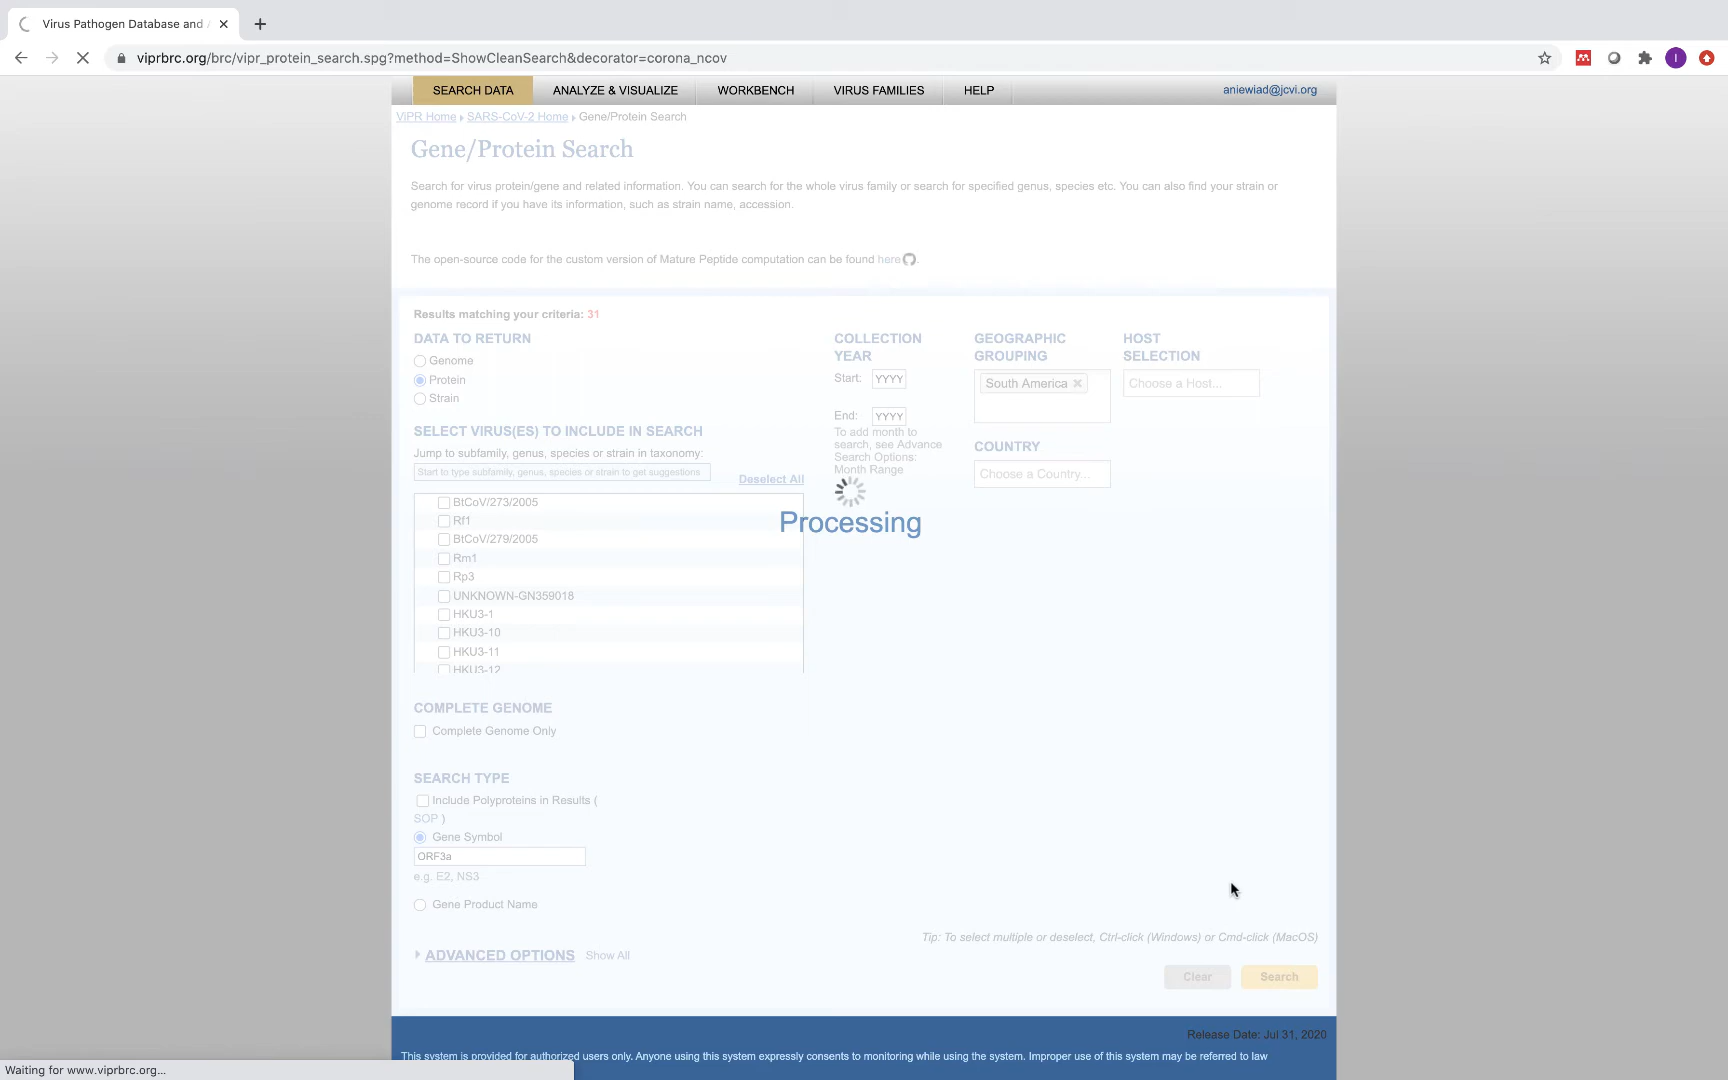 Virus Pathogen Database and
viprbrc.org/brc/vipr_protein_search.spg?method=ShowCleanSearch&decorator=corona_ncov
SEARCH DATA
ANALYZE & VISUALIZE
WORKBENCH
VIRUS FAMILIES
HELP
aniewiad@jcvi.org
ViPR Home
SARS-CoV-2 Home
Gene/Protein Search
Gene/Protein Search
Search for virus protein/gene and related information. You can search for the whole virus family or search for specified genus, species etc. You can also find your strain or
genome record if you have its information, such as strain name, accession.
The open-source code for the custom version of Mature Peptide computation can be found here.
Results matching your criteria: 31
DATA TO RETURN
Genome
Protein
Strain
SELECT VIRUS(ES) TO INCLUDE IN SEARCH
Jump to subfamily, genus, species or strain in taxonomy:
Start to type subfamily, genus, species or strain to get suggestions
Deselect All
BtCoV/273/2005
Rf1
BtCoV/279/2005
Rm1
Rp3
UNKNOWN-GN359018
HKU3-1
HKU3-10
HKU3-11
HKU3-12
COLLECTION
YEAR
Start: YYYY
End: YYYY
To add month to
search, see Advance
Search Options:
Month Range
GEOGRAPHIC
GROUPING
South America
COUNTRY
Choose a Country...
HOST
SELECTION
Choose a Host...
Processing
COMPLETE GENOME
Complete Genome Only
SEARCH TYPE
Include Polyproteins in Results (
SOP )
Gene Symbol
ORF3a
e.g. E2, NS3
Gene Product Name
Tip: To select multiple or deselect, Ctrl-click (Windows) or Cmd-click (MacOS)
ADVANCED OPTIONS Show All
Clear
Search
Release Date: Jul 31, 2020
This system is provided for authorized users only. Anyone using this system expressly consents to monitoring while using the system. Improper use of this system may be referred to law
Waiting for www.viprbrc.org...